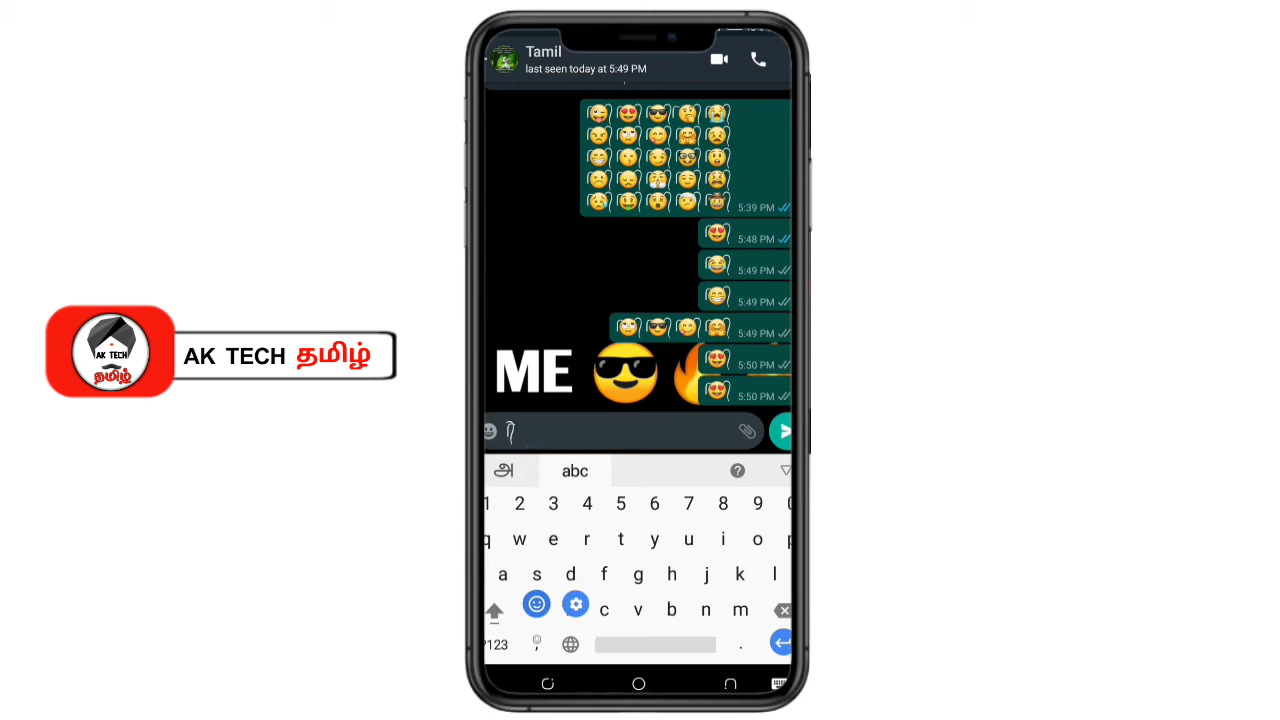 Tamil
last seen today at 5:49 PM
5:39 PM
5:48 PM
5:49 PM
5:49 PM
5:49 PM
5:50 PM
5:50 PM
ME
AK TECH
தமிழ்
AK TECH தமிழ்
அ abc ?
1 2 3 4 5 6 7 8 9 0
q w e r t y u i o p
a s d f g h j k l
c v b n m
?123 , .